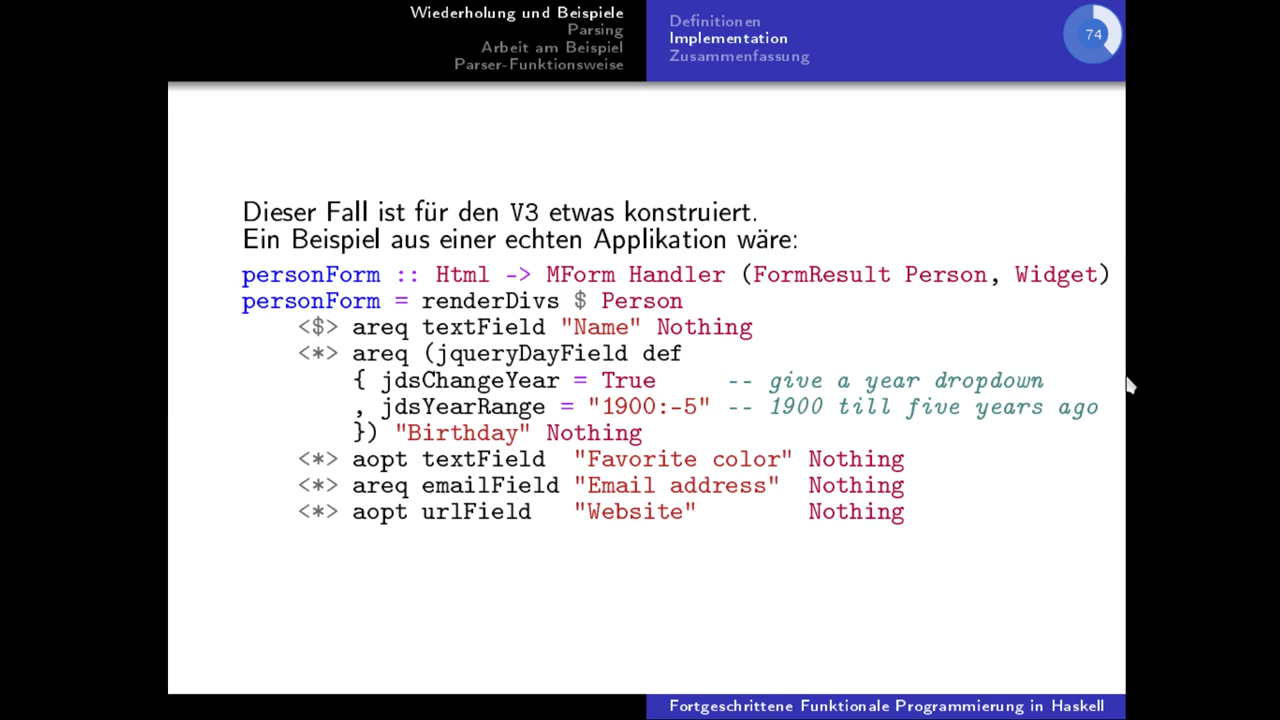 Wiederholung und Beispiele
Parsing
Arbeit am Beispiel
Parser-Funktionsweise
Definitionen
Implementation
Zusammenfassung
74
Dieser Fall ist für den V3 etwas konstruiert.
Ein Beispiel aus einer echten Applikation wäre:
personForm :: Html -> MForm Handler (FormResult Person, Widget)
personForm = renderDivs $ Person
    <$> areq textField "Name" Nothing
    <*> areq (jqueryDayField def
        { jdsChangeYear = True     -- give a year dropdown
        , jdsYearRange = "1900:-5" -- 1900 till five years ago
        }) "Birthday" Nothing
    <*> aopt textField  "Favorite color" Nothing
    <*> areq emailField "Email address"  Nothing
    <*> aopt urlField   "Website"        Nothing
Fortgeschrittene Funktionale Programmierung in Haskell